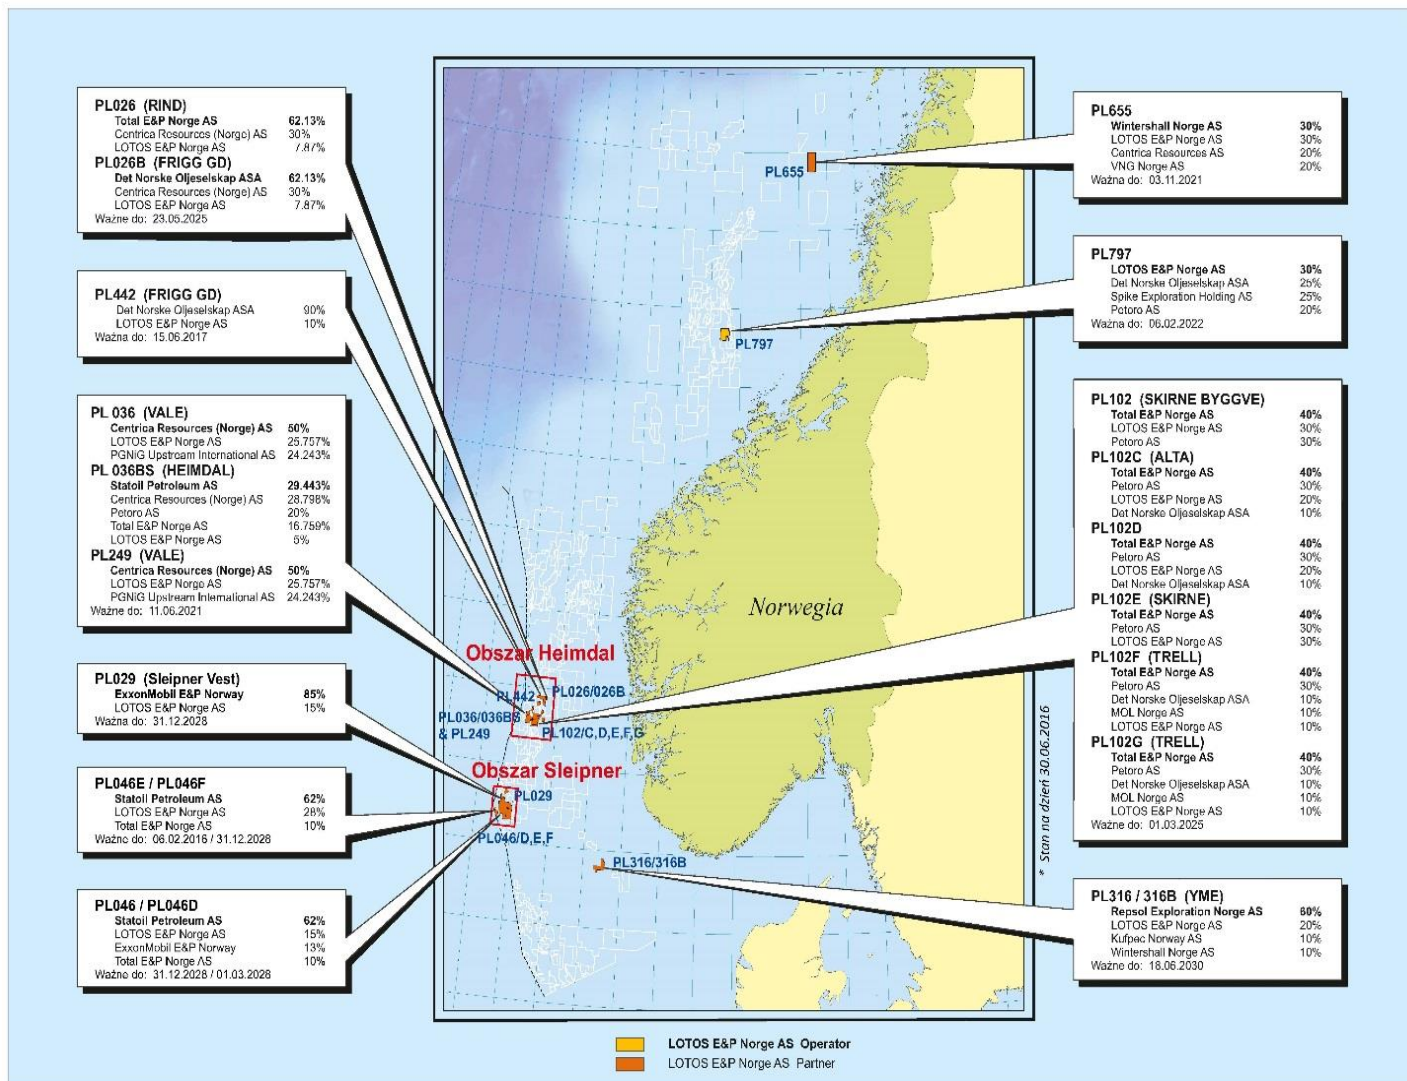 PL026 (RIND)
Total E&P Norge AS 62.13%
Centrica Resources (Norge) AS 30%
LOTOS E&P Norge AS 7.87%
PL026B (FRIGG GD)
Det Norske Oljeselskap ASA 62.13%
Centrica Resources (Norge) AS 30%
LOTOS E&P Norge AS 7.87%
Ważne do: 23.05.2025
PL442 (FRIGG GD)
Det Norske Oljeselskap ASA 90%
LOTOS E&P Norge AS 10%
Ważna do: 15.06.2017
PL 036 (VALE)
Centrica Resources (Norge) AS 50%
LOTOS E&P Norge AS 25.757%
PGNiG Upstream International AS 24.243%
PL 036BS (HEIMDAL)
Statoil Petroleum AS 29.443%
Centrica Resources (Norge) AS 28.798%
Petoro AS 20%
Total E&P Norge AS 16.759%
LOTOS E&P Norge AS 5%
PL249 (VALE)
Centrica Resources (Norge) AS 50%
LOTOS E&P Norge AS 25.757%
PGNiG Upstream International AS 24.243%
Ważne do: 11.06.2021
PL029 (Sleipner Vest)
ExxonMobil E&P Norway 85%
LOTOS E&P Norge AS 15%
Ważna do: 31.12.2028
PL046E / PL046F
Statoil Petroleum AS 62%
LOTOS E&P Norge AS 28%
Total E&P Norge AS 10%
Ważne do: 06.02.2016 / 31.12.2028
PL046 / PL046D
Statoil Petroleum AS 62%
LOTOS E&P Norge AS 15%
ExxonMobil E&P Norway 13%
Total E&P Norge AS 10%
Ważne do: 31.12.2028 / 01.03.2028
PL655
PL797
Norwegia
Obszar Heimdal
PL442
PL026/026B
PL036/036BS
& PL249
PL102/C,D,E,F,G
Obszar Sleipner
PL029
PL046/D,E,F
PL316/316B
PL655
Wintershall Norge AS 30%
LOTOS E&P Norge AS 30%
Centrica Resources AS 20%
VNG Norge AS 20%
Ważna do: 03.11.2021
PL797
LOTOS E&P Norge AS 30%
Det Norske Oljeselskap ASA 25%
Spike Exploration Holding AS 25%
Petoro AS 20%
Ważna do: 06.02.2022
PL102 (SKIRNE BYGGVE)
Total E&P Norge AS 40%
LOTOS E&P Norge AS 30%
Petoro AS 30%
PL102C (ALTA)
Total E&P Norge AS 40%
Petoro AS 30%
LOTOS E&P Norge AS 20%
Det Norske Oljeselskap ASA 10%
PL102D
Total E&P Norge AS 40%
Petoro AS 30%
LOTOS E&P Norge AS 20%
Det Norske Oljeselskap ASA 10%
PL102E (SKIRNE)
Total E&P Norge AS 40%
Petoro AS 30%
LOTOS E&P Norge AS 30%
PL102F (TRELL)
Total E&P Norge AS 40%
Petoro AS 30%
Det Norske Oljeselskap ASA 10%
MOL Norge AS 10%
LOTOS E&P Norge AS 10%
PL102G (TRELL)
Total E&P Norge AS 40%
Petoro AS 30%
Det Norske Oljeselskap ASA 10%
MOL Norge AS 10%
LOTOS E&P Norge AS 10%
Ważne do: 01.03.2025
PL316 / 316B (YME)
Repsol Exploration Norge AS 60%
LOTOS E&P Norge AS 20%
Kufpec Norway AS 10%
Wintershall Norge AS 10%
Ważne do: 18.06.2030
* Stan na dzień 30.06.2016
LOTOS E&P Norge AS Operator
LOTOS E&P Norge AS Partner